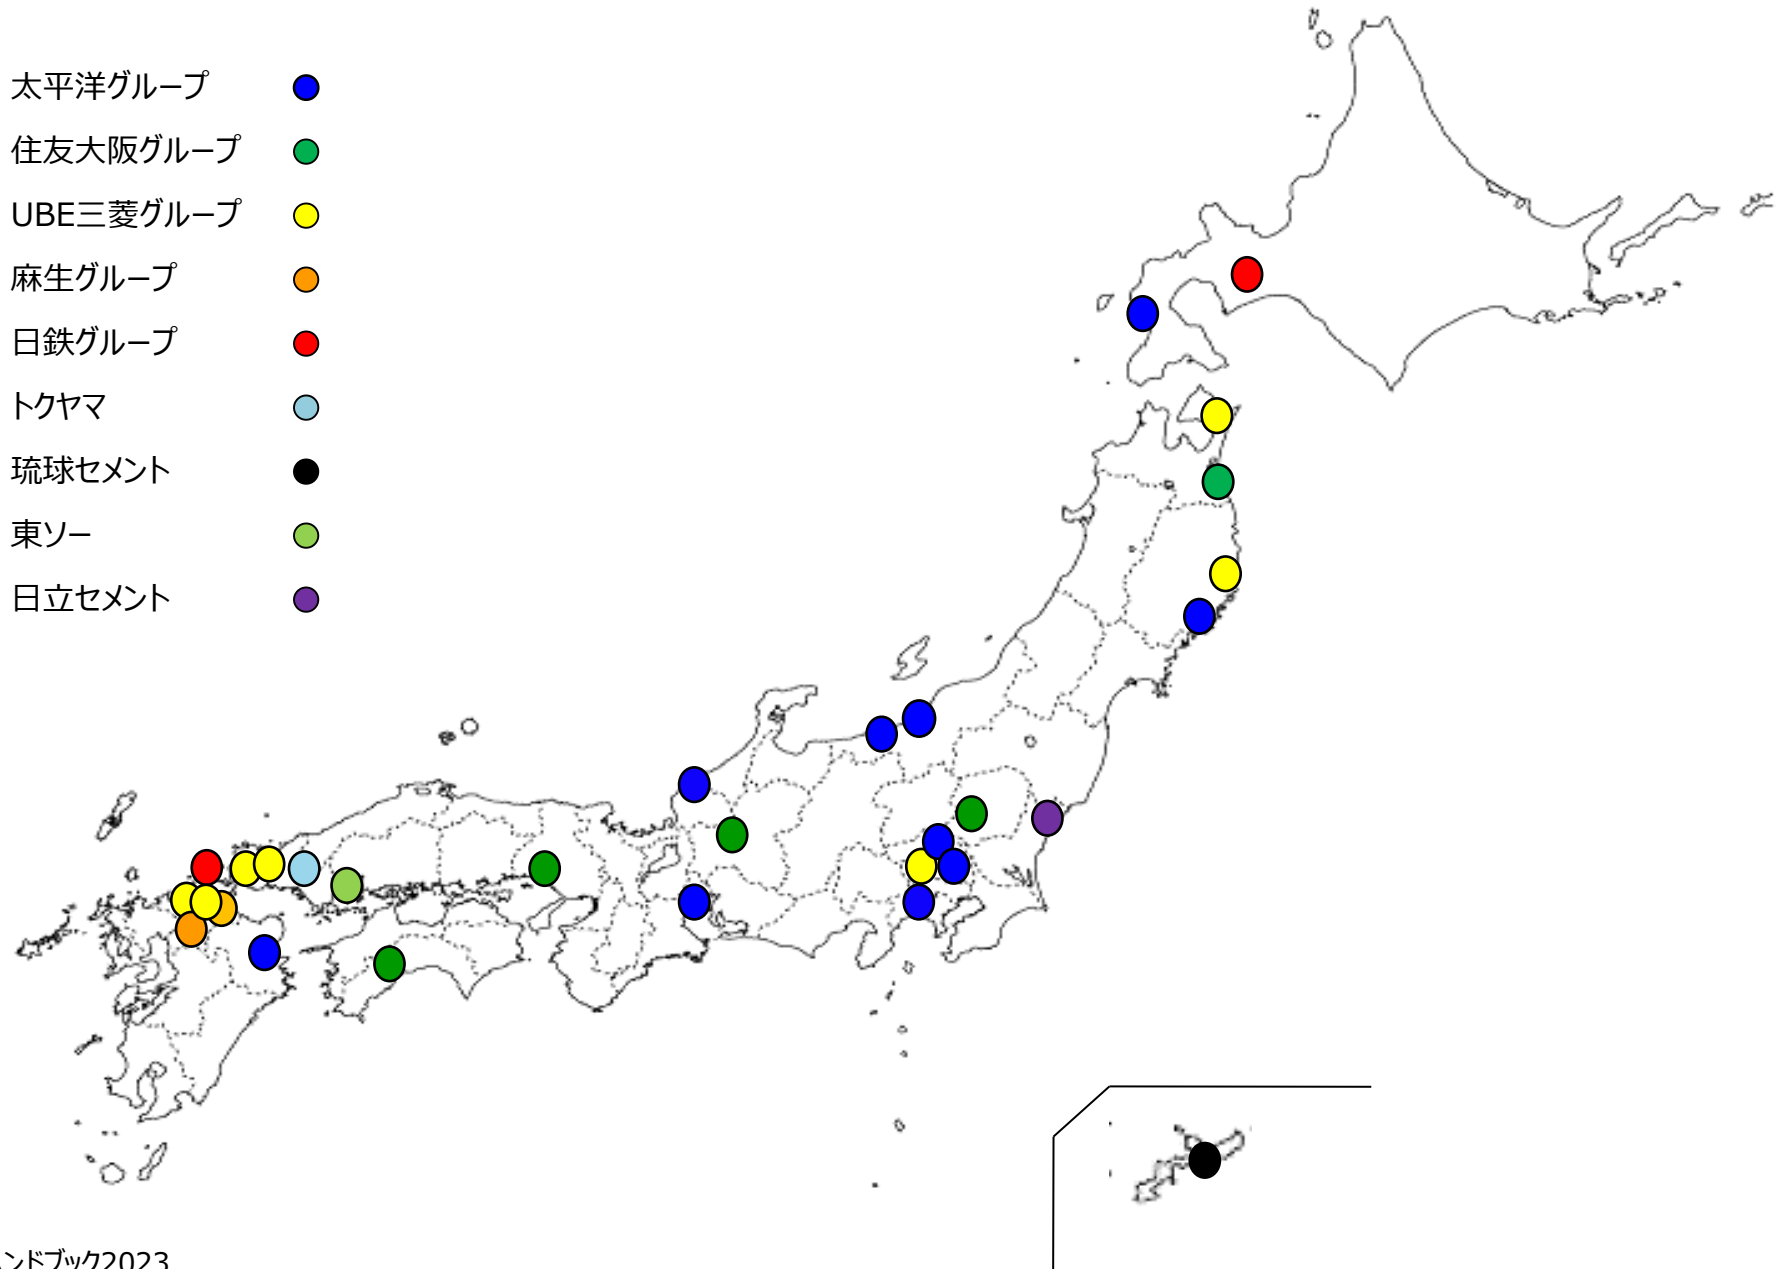 太平洋グループ
住友大阪グループ
UBE三菱グループ
麻生グループ
日鉄グループ
トクヤマ
琉球セメント
東ソー
日立セメント
ンドブック2023